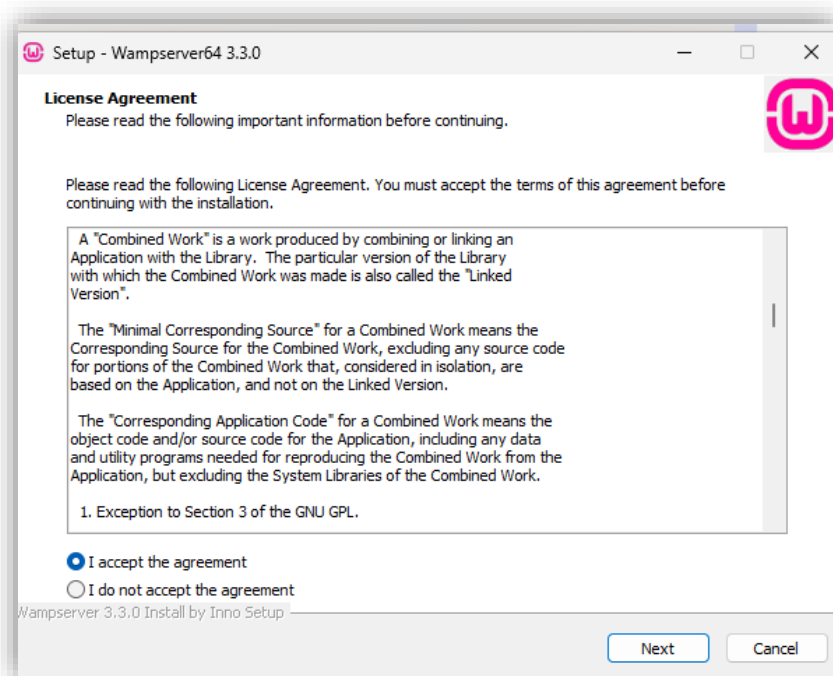 Setup - Wampserver64 3.3.0
License Agreement
Please read the following important information before continuing.
Please read the following License Agreement. You must accept the terms of this agreement before
continuing with the installation.
A "Combined Work" is a work produced by combining or linking an
Application with the Library.  The particular version of the Library
with which the Combined Work was made is also called the "Linked
Version".
The "Minimal Corresponding Source" for a Combined Work means the
Corresponding Source for the Combined Work, excluding any source code
for portions of the Combined Work that, considered in isolation, are
based on the Application, and not on the Linked Version.
The "Corresponding Application Code" for a Combined Work means the
object code and/or source code for the Application, including any data
and utility programs needed for reproducing the Combined Work from the
Application, but excluding the System Libraries of the Combined Work.
1. Exception to Section 3 of the GNU GPL.
I accept the agreement
I do not accept the agreement
Wampserver 3.3.0 Install by Inno Setup
Next
Cancel